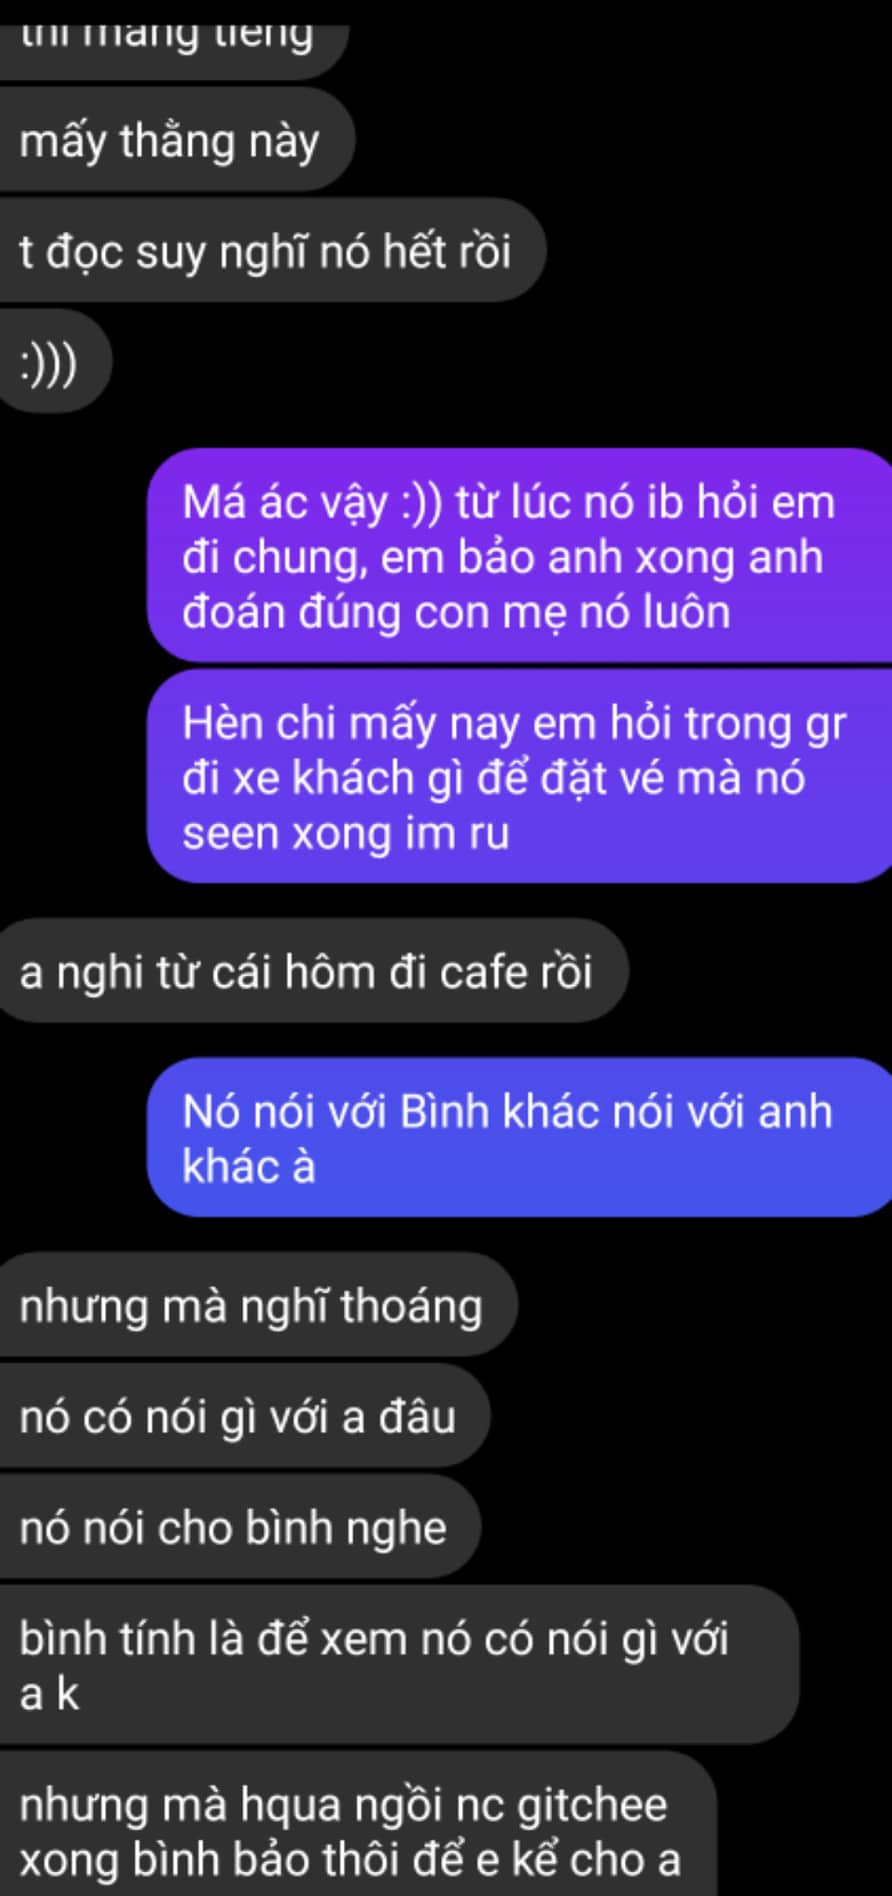 thì mang tiếng
mấy thằng này
t đọc suy nghĩ nó hết rồi
:)))
Má ác vậy :)) từ lúc nó ib hỏi em
đi chung, em bảo anh xong anh
đoán đúng con mẹ nó luôn
Hèn chi mấy nay em hỏi trong gr
đi xe khách gì để đặt vé mà nó
seen xong im ru
a nghi từ cái hôm đi cafe rồi
Nó nói với Bình khác nói với anh
khác à
nhưng mà nghĩ thoáng
nó có nói gì với a đâu
nó nói cho bình nghe
bình tính là để xem nó có nói gì với
a k
nhưng mà hqua ngồi nc gitchee
xong bình bảo thôi để e kể cho a